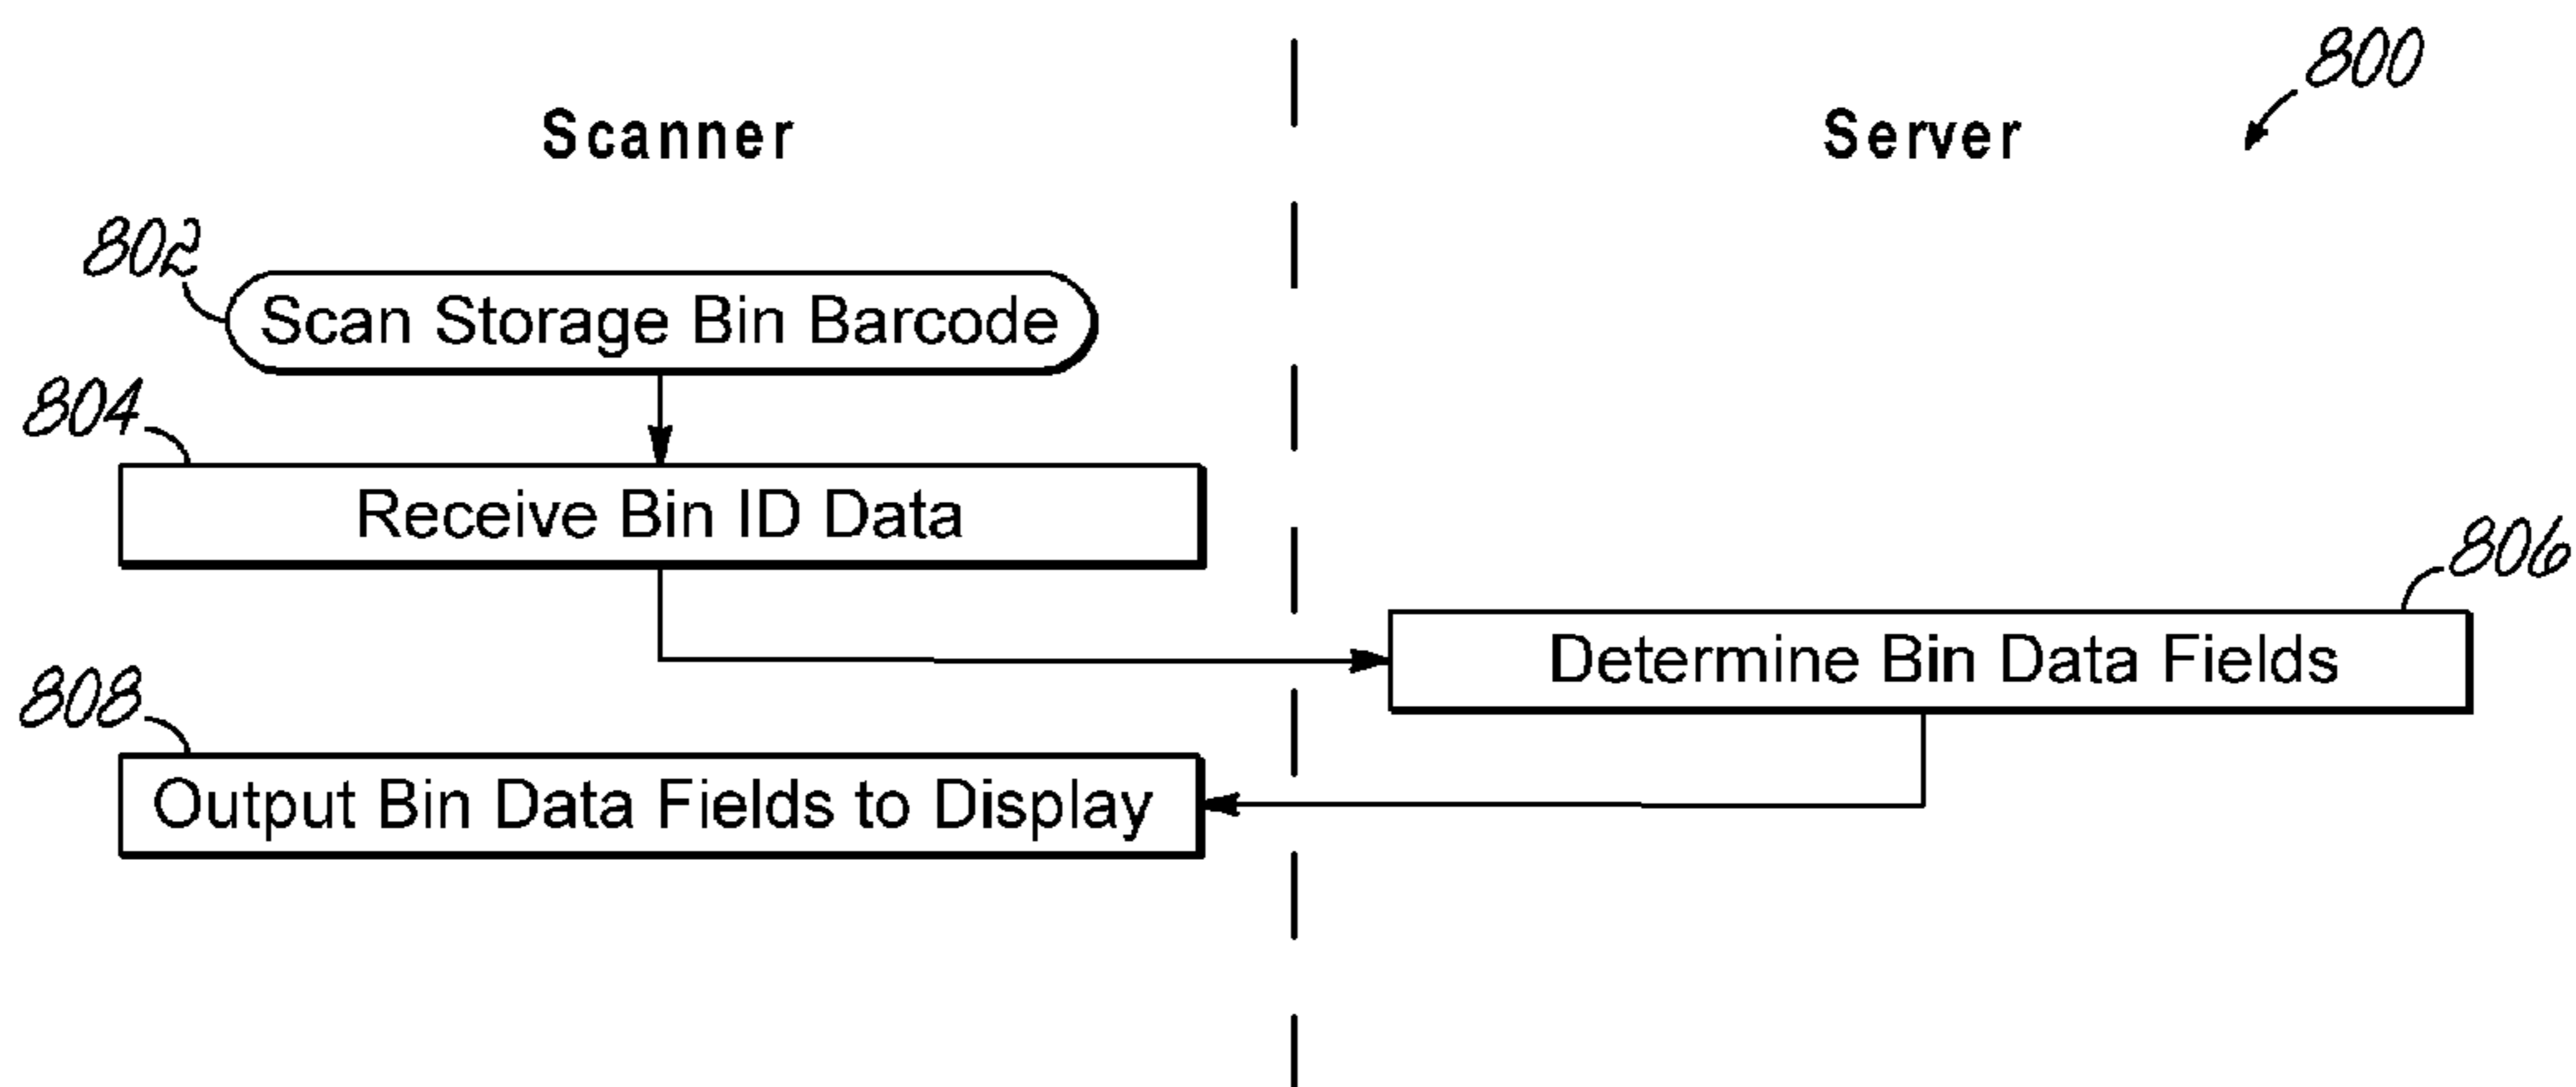 800
Scanner
Server
802
Scan Storage Bin Barcode
804
Receive Bin ID Data
806
Determine Bin Data Fields
808
Output Bin Data Fields to Display